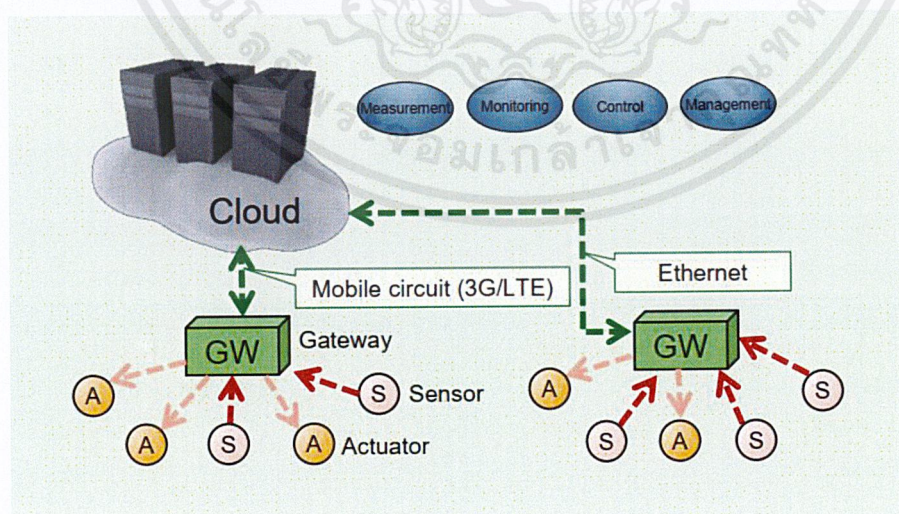 Measurement
Monitoring
Control
Management
Cloud
Mobile circuit (3G/LTE)
Ethernet
GW
Gateway
GW
A
S
Sensor
A
S
A
S
A
Actuator
S
A
S